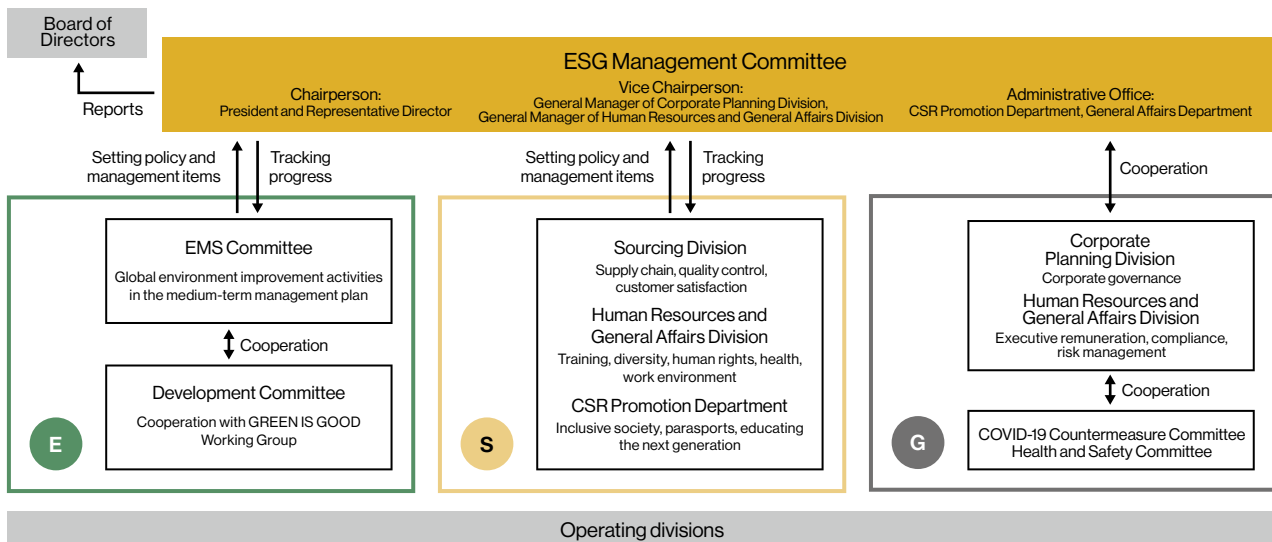 Board of
Directors
Reports
ESG Management Committee
Chairperson:
President and Representative Director
Vice Chairperson:
General Manager of Corporate Planning Division,
General Manager of Human Resources and General Affairs Division
Administrative Office:
CSR Promotion Department, General Affairs Department
Setting policy and
management items
Tracking
progress
Setting policy and
management items
Tracking
progress
Cooperation
EMS Committee
Global environment improvement activities
in the medium-term management plan
Cooperation
Development Committee
Cooperation with GREEN IS GOOD
Working Group
E
Sourcing Division
Supply chain, quality control,
customer satisfaction
Human Resources and
General Affairs Division
Training, diversity, human rights, health,
work environment
CSR Promotion Department
Inclusive society, parasports, educating
the next generation
S
Corporate
Planning Division
Corporate governance
Human Resources and
General Affairs Division
Executive remuneration, compliance,
risk management
Cooperation
COVID-19 Countermeasure Committee
Health and Safety Committee
G
Operating divisions